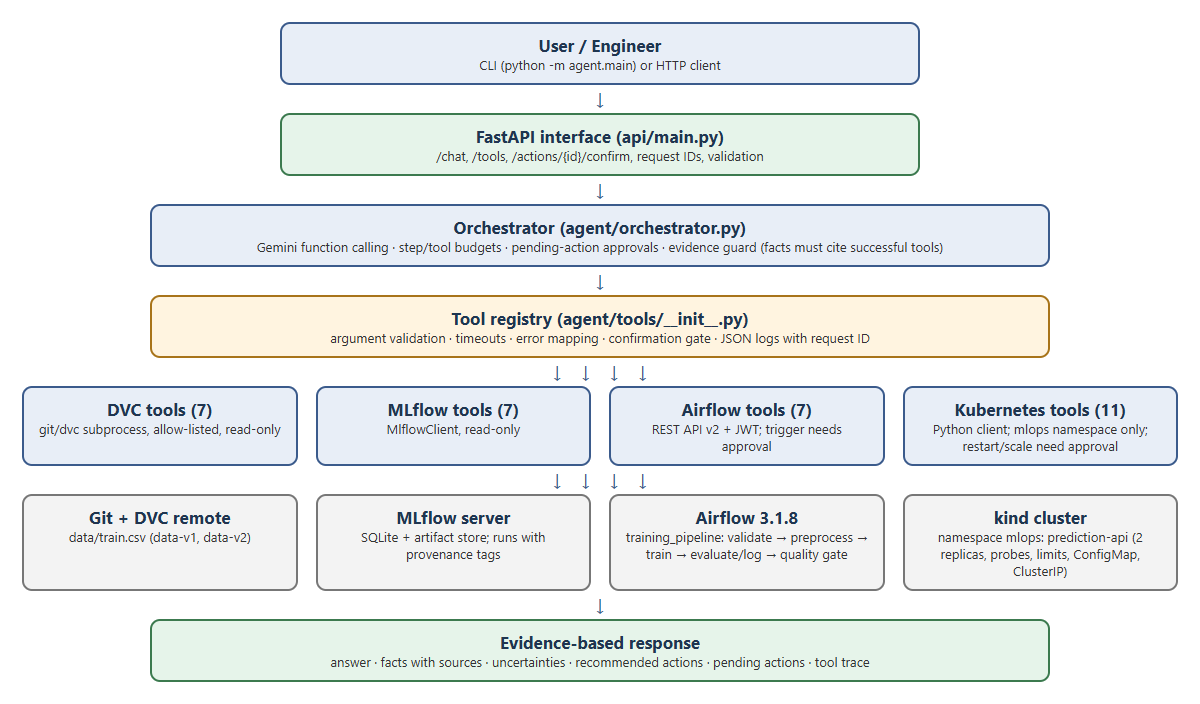 User / Engineer
CLI (python -m agent.main) or HTTP client
↓
FastAPI interface (api/main.py)
/chat, /tools, /actions/{id}/confirm, request IDs, validation
↓
Orchestrator (agent/orchestrator.py)
Gemini function calling · step/tool budgets · pending-action approvals · evidence guard (facts must cite successful tools)
↓
Tool registry (agent/tools/__init__.py)
argument validation · timeouts · error mapping · confirmation gate · JSON logs with request ID
↓ ↓ ↓ ↓
DVC tools (7)
git/dvc subprocess, allow-listed, read-only
MLflow tools (7)
MlflowClient, read-only
Airflow tools (7)
REST API v2 + JWT; trigger needs
approval
Kubernetes tools (11)
Python client; mlops namespace only;
restart/scale need approval
↓ ↓ ↓ ↓
Git + DVC remote
data/train.csv (data-v1, data-v2)
MLflow server
SQLite + artifact store; runs with
provenance tags
Airflow 3.1.8
training_pipeline: validate → preprocess →
train → evaluate/log → quality gate
kind cluster
namespace mlops: prediction-api (2
replicas, probes, limits, ConfigMap,
ClusterIP)
↓
Evidence-based response
answer · facts with sources · uncertainties · recommended actions · pending actions · tool trace